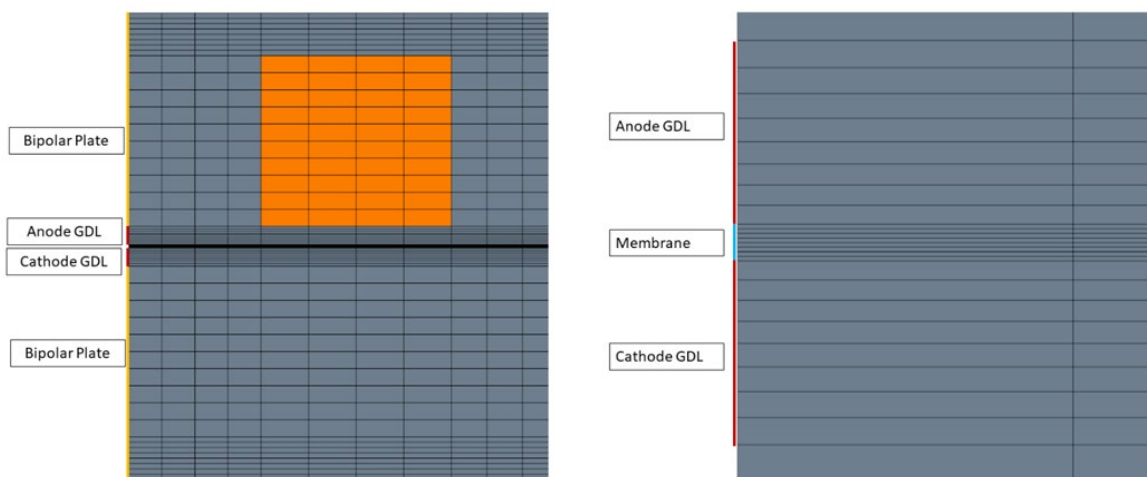 Bipolar Plate
Anode GDL
Cathode GDL
Bipolar Plate
Anode GDL
Membrane
Cathode GDL